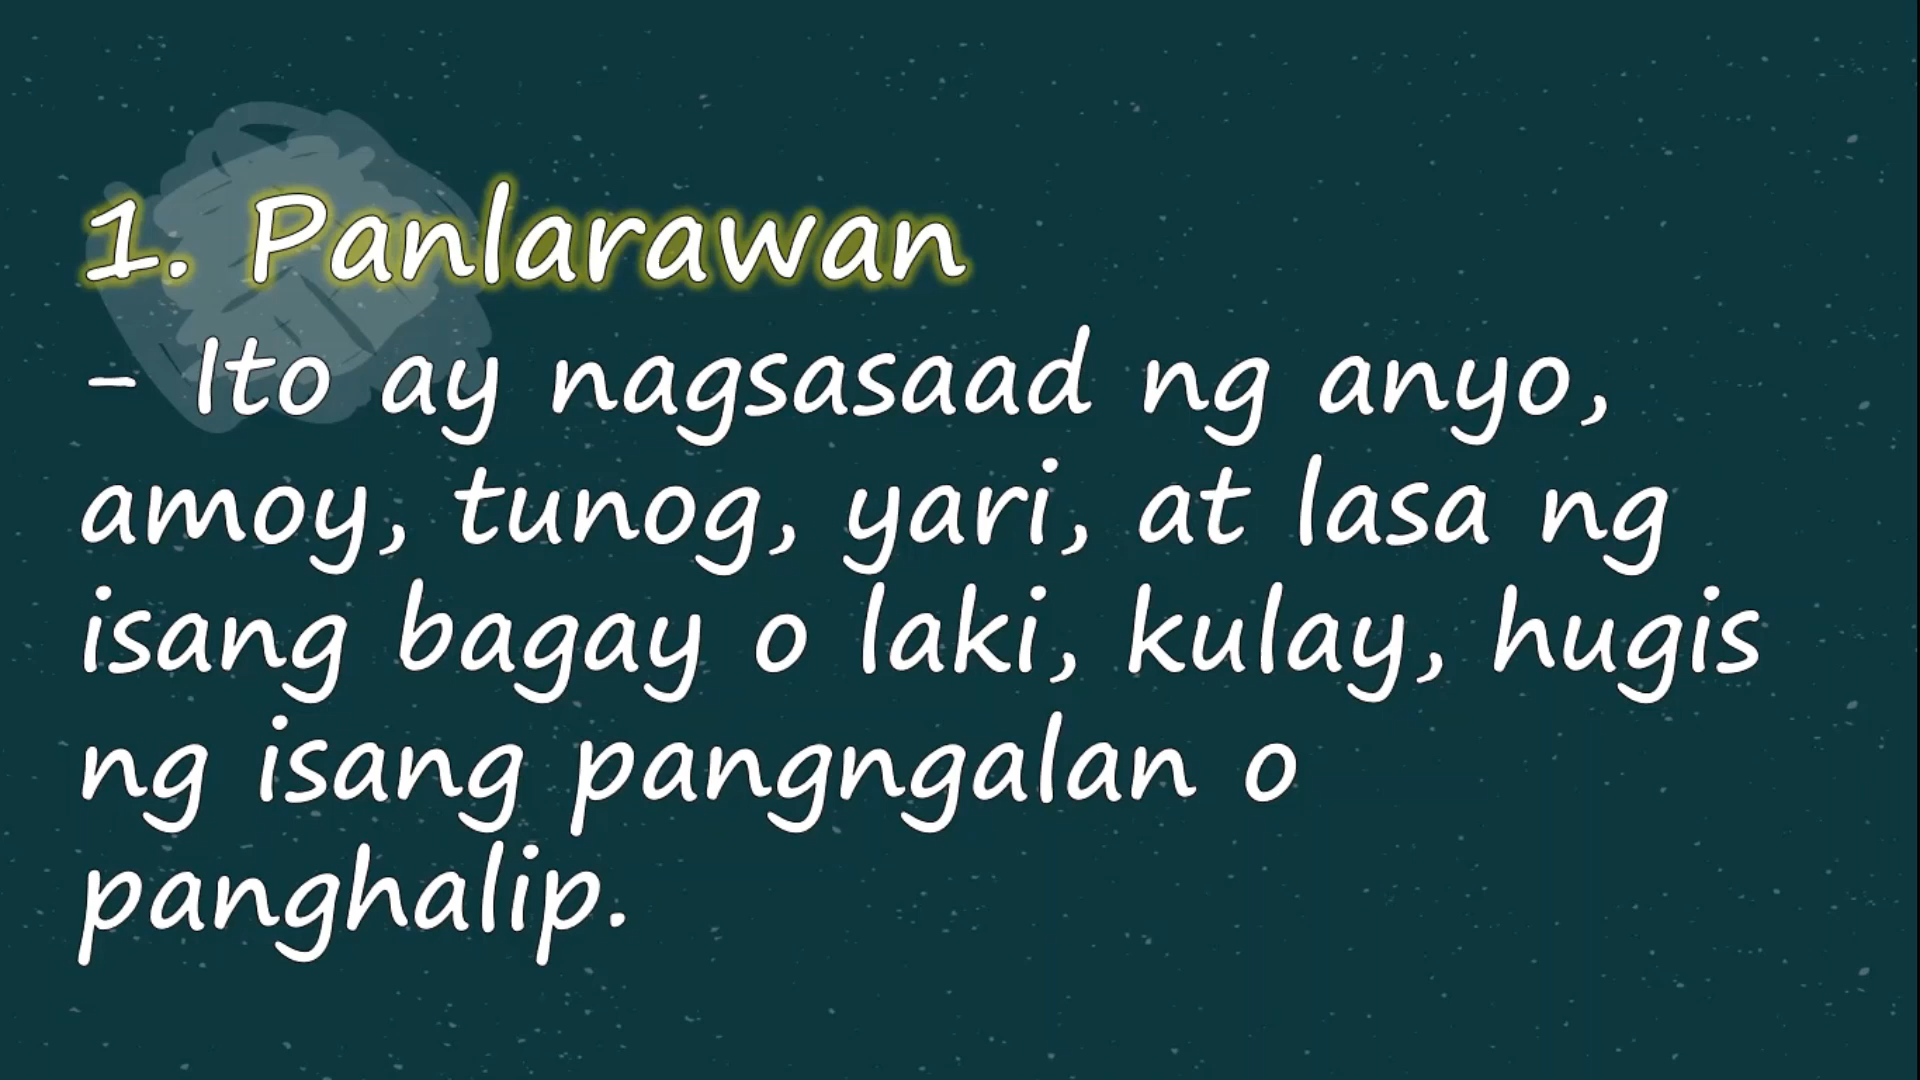 1. Panlarawan
- Ito ay nagsasaad ng anyo,
amoy, tunog, yari, at lasa ng
isang bagay o laki, kulay, hugis
ng isang pangngalan o
panghalip.